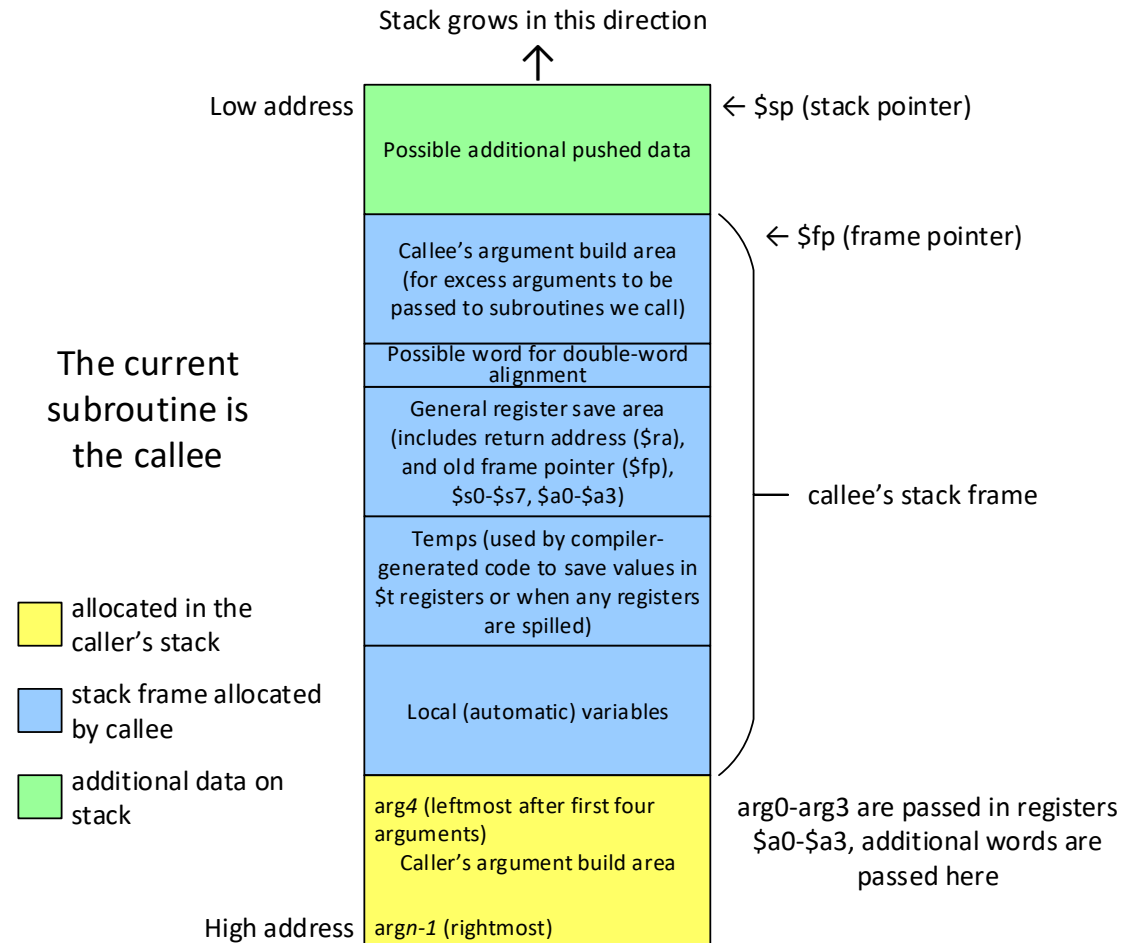 Stack grows in this direction
↑
Low address
← $sp (stack pointer)
Possible additional pushed data
← $fp (frame pointer)
Callee's argument build area
(for excess arguments to be
passed to subroutines we call)
Possible word for double-word
alignment
The current
subroutine is
the callee
General register save area
(includes return address ($ra),
and old frame pointer ($fp),
$s0-$s7, $a0-$a3)
callee's stack frame
Temps (used by compiler-
generated code to save values in
$t registers or when any registers
are spilled)
allocated in the
caller's stack
stack frame allocated
by callee
Local (automatic) variables
additional data on
stack
arg4 (leftmost after first four
arguments)
Caller's argument build area
arg0-arg3 are passed in registers
$a0-$a3, additional words are
passed here
High address
argn-1 (rightmost)